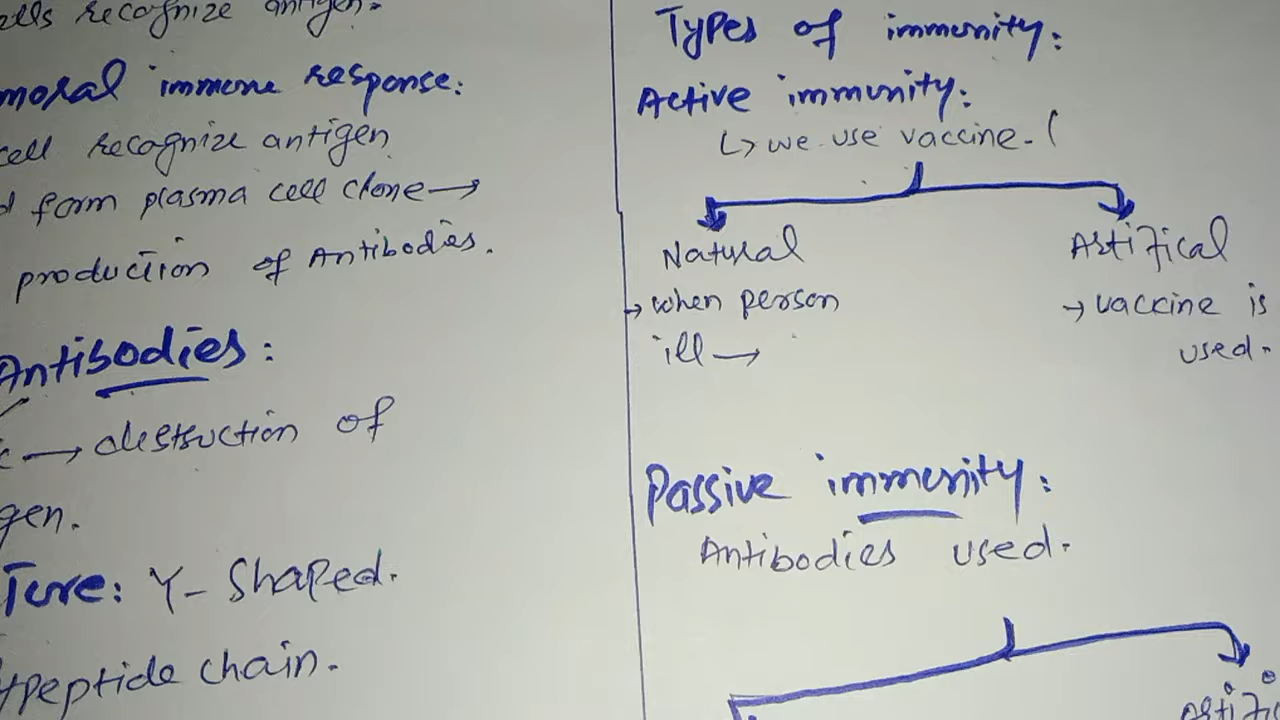 cells recognize antigen.
moral immune response:
cell recognize antigen
d form plasma cell clone →
production of Antibodies.
Antibodies:
→ destruction of
gen.
Ture: Y- Shaped.
peptide chain.
Types of immunity:
Active immunity:
↳ we use vaccine. (
Natural
→ when person
ill →
Artifical
→ vaccine is
used.
Passive immunity:
Antibodies used.
Artifi